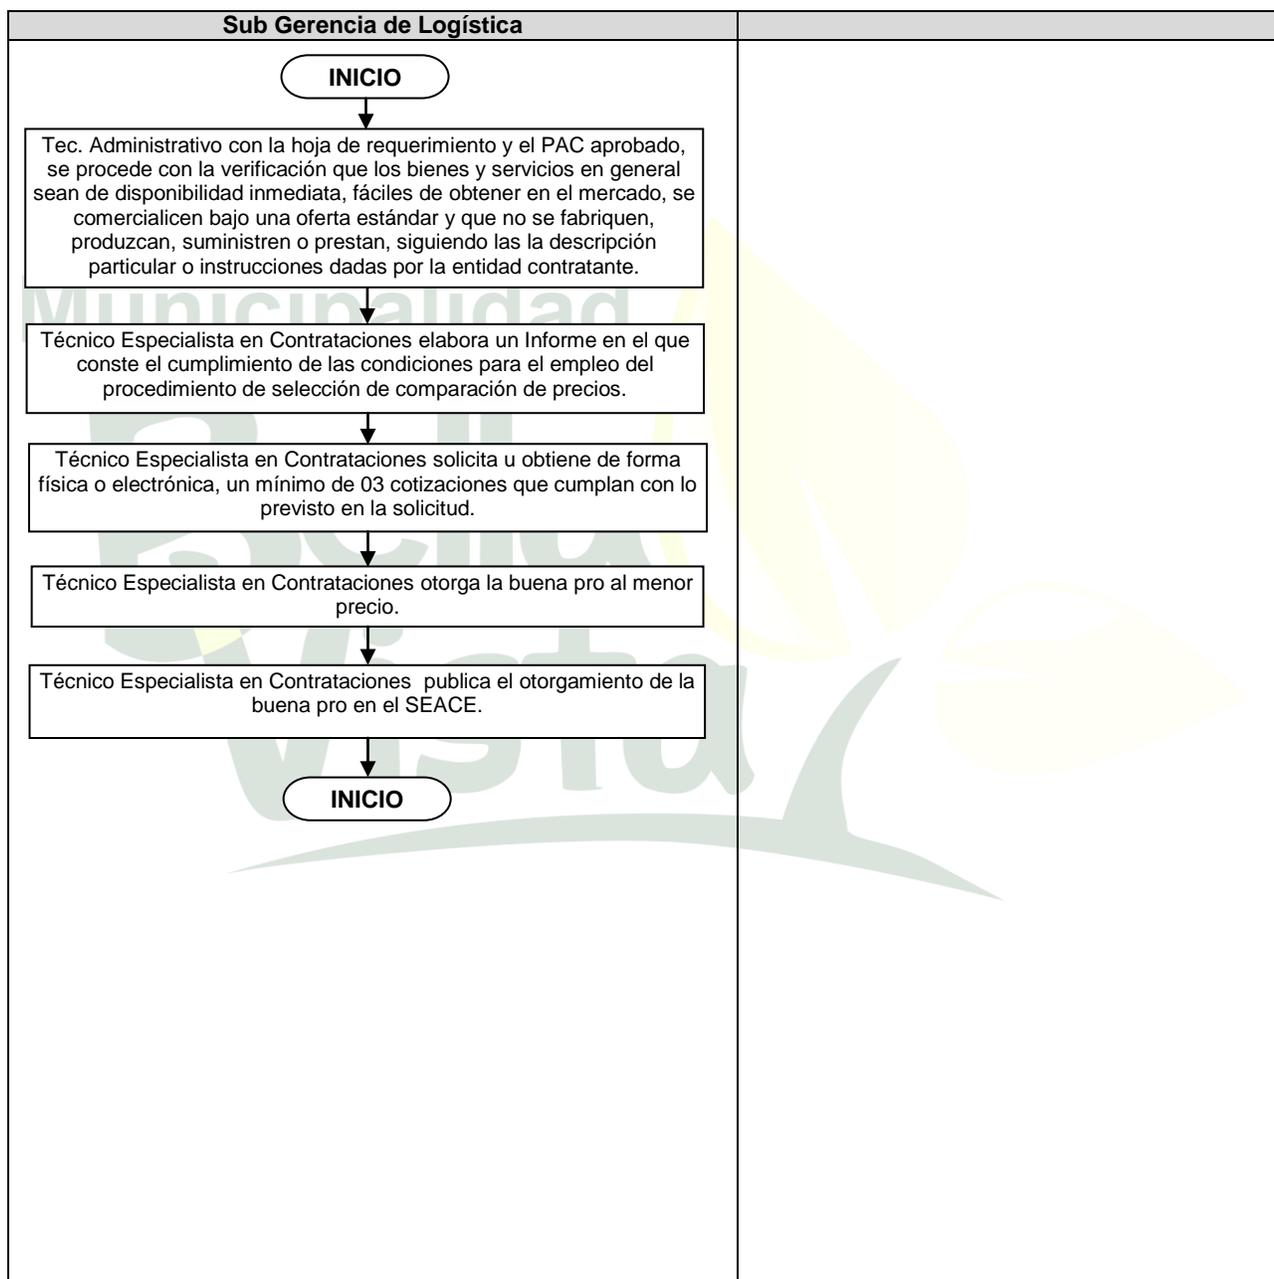 Sub Gerencia de Logística
INICIO
Tec. Administrativo con la hoja de requerimiento y el PAC aprobado,
se procede con la verificación que los bienes y servicios en general
sean de disponibilidad inmediata, fáciles de obtener en el mercado, se
comercialicen bajo una oferta estándar y que no se fabriquen,
produzcan, suministren o prestan, siguiendo las la descripción
particular o instrucciones dadas por la entidad contratante.
Municipalidad
Técnico Especialista en Contrataciones elabora un Informe en el que
conste el cumplimiento de las condiciones para el empleo del
procedimiento de selección de comparación de precios.
Bella
Técnico Especialista en Contrataciones solicita u obtiene de forma
física o electrónica, un mínimo de 03 cotizaciones que cumplan con lo
previsto en la solicitud.
Técnico Especialista en Contrataciones otorga la buena pro al menor
precio.
Vista
Técnico Especialista en Contrataciones  publica el otorgamiento de la
buena pro en el SEACE.
INICIO